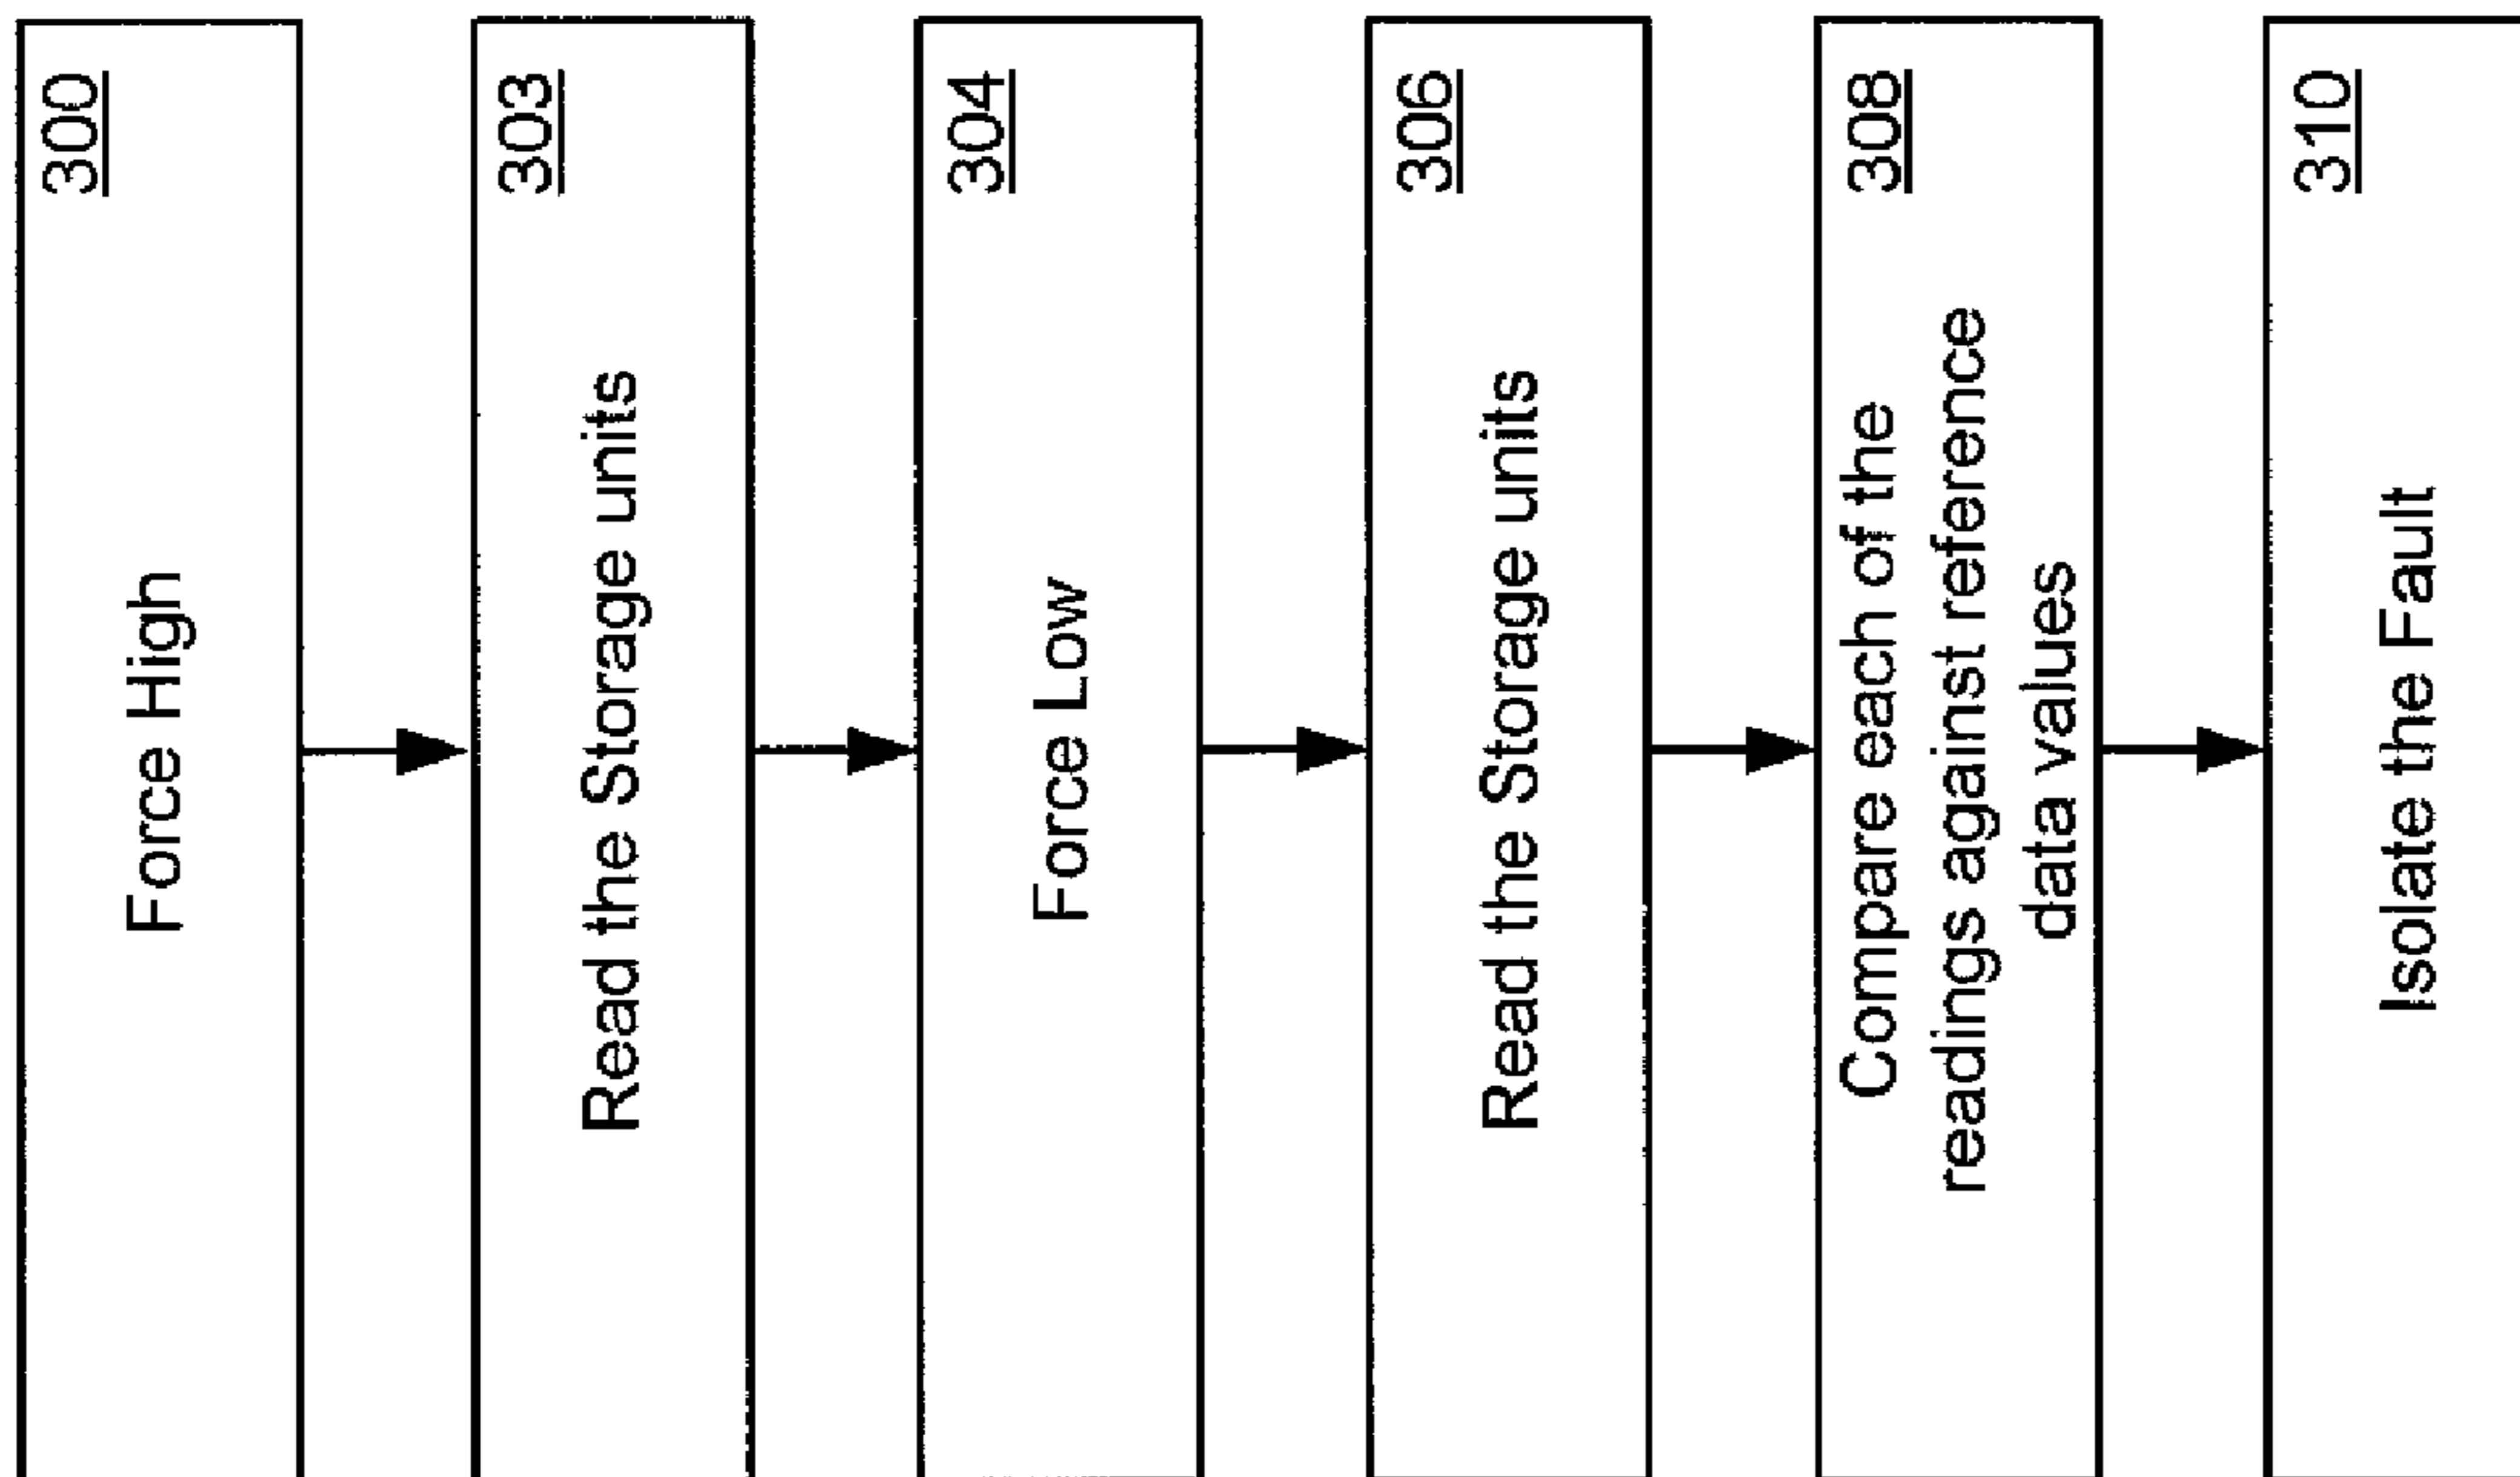 300
Force High
303
Read the Storage units
304
Force Low
306
Read the Storage units
308
Compare each of the
readings against reference
data values
310
Isolate the Fault